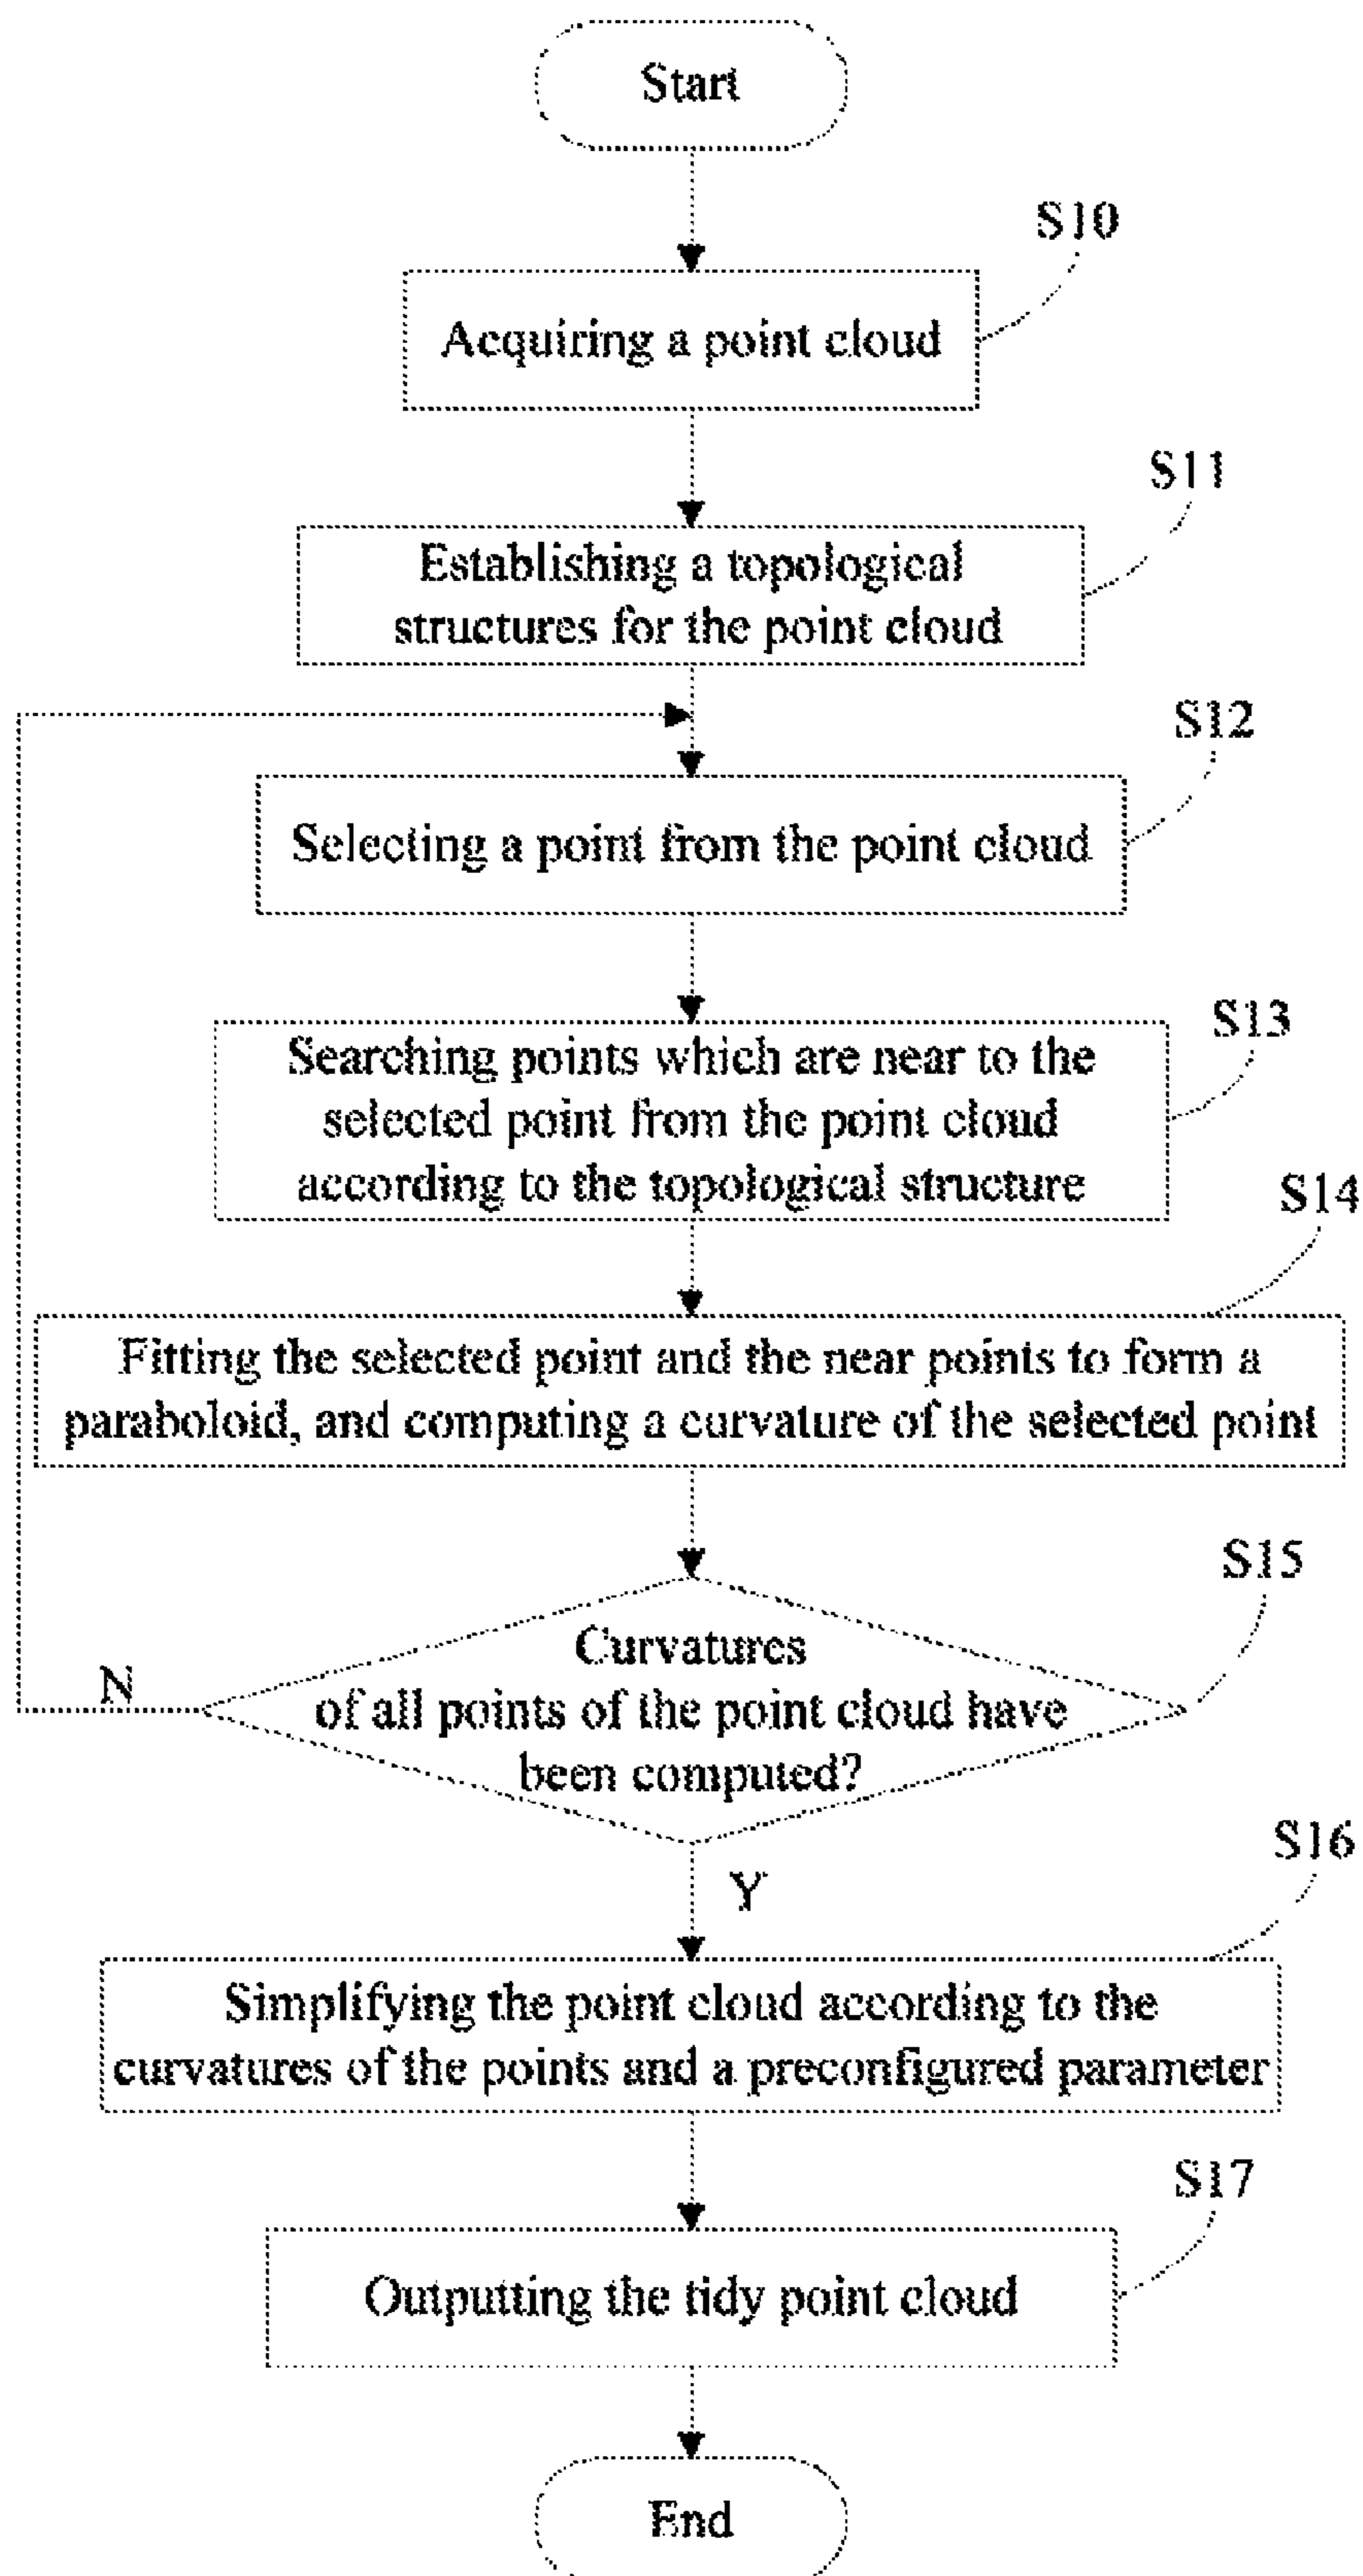 Start
S10
Acquiring a point cloud
S11
Establishing a topological
structures for the point cloud
S12
Selecting a point from the point cloud
S13
Searching points which are near to the
selected point from the point cloud
according to the topological structure
S14
Fitting the selected point and the near points to form a
paraboloid, and computing a curvature of the selected point
S15
Curvatures
of all points of the point cloud have
been computed?
N
Y
S16
Simplifying the point cloud according to the
curvatures of the points and a preconfigured parameter
S17
Outputting the tidy point cloud
End